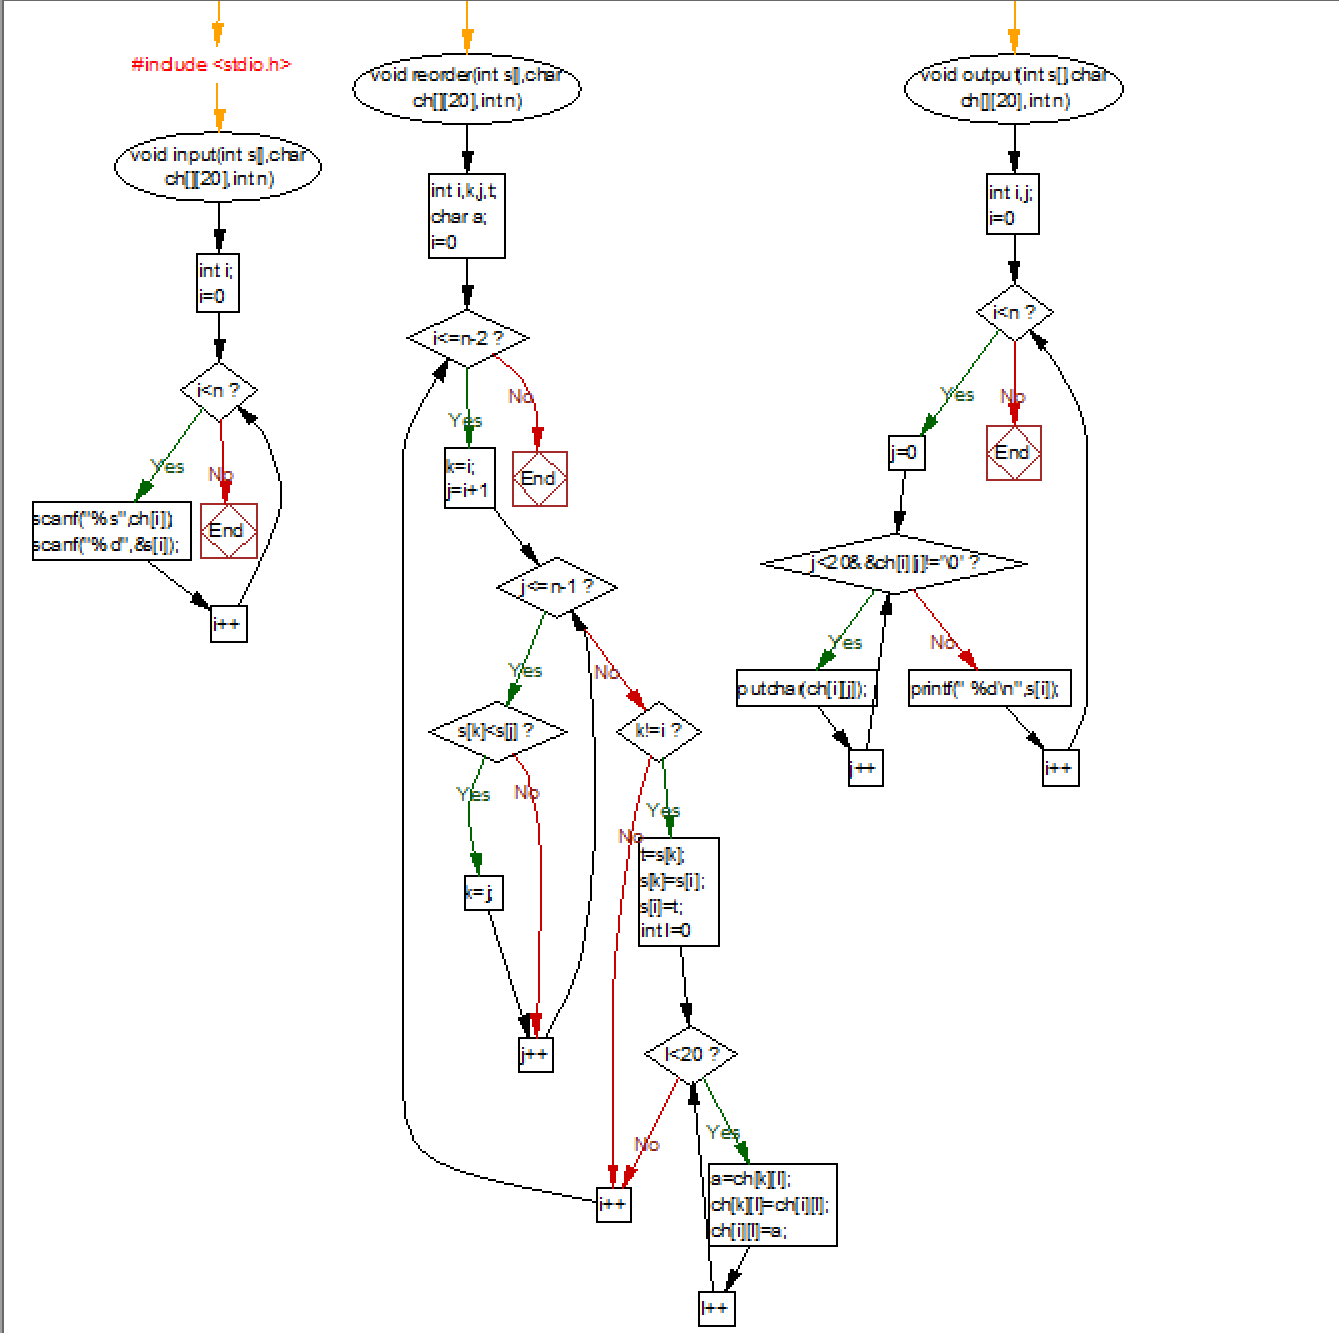 #include <stdio.h>
void input(int s[],char
ch[][20],int n)
int i;
i=0
i<n ?
Yes
No
scanf("%s",ch[i])
scanf("%d",&s[i]);
End
i++
void reorder(int s[],char
ch[][20],int n)
int i,k,j,t;
char a;
i=0
i<=n-2 ?
Yes
No
k=i;
j=i+1
End
j<=n-1 ?
Yes
No
s[k]<s[j] ?
k!=i ?
Yes
No
Yes
No
k=j;
t=s[k];
s[k]=s[i];
s[i]=t;
int l=0
j++
l<20 ?
No
Yes
a=ch[k][l];
ch[k][l]=ch[i][l];
ch[i][l]=a;
i++
l++
void output(int s[],char
ch[][20],int n)
int i,j;
i=0
i<n ?
Yes
No
j=0
End
j<20&&ch[i][j]!="0" ?
Yes
No
putchar(ch[i][j]);
printf(" %d\n",s[i]);
j++
i++